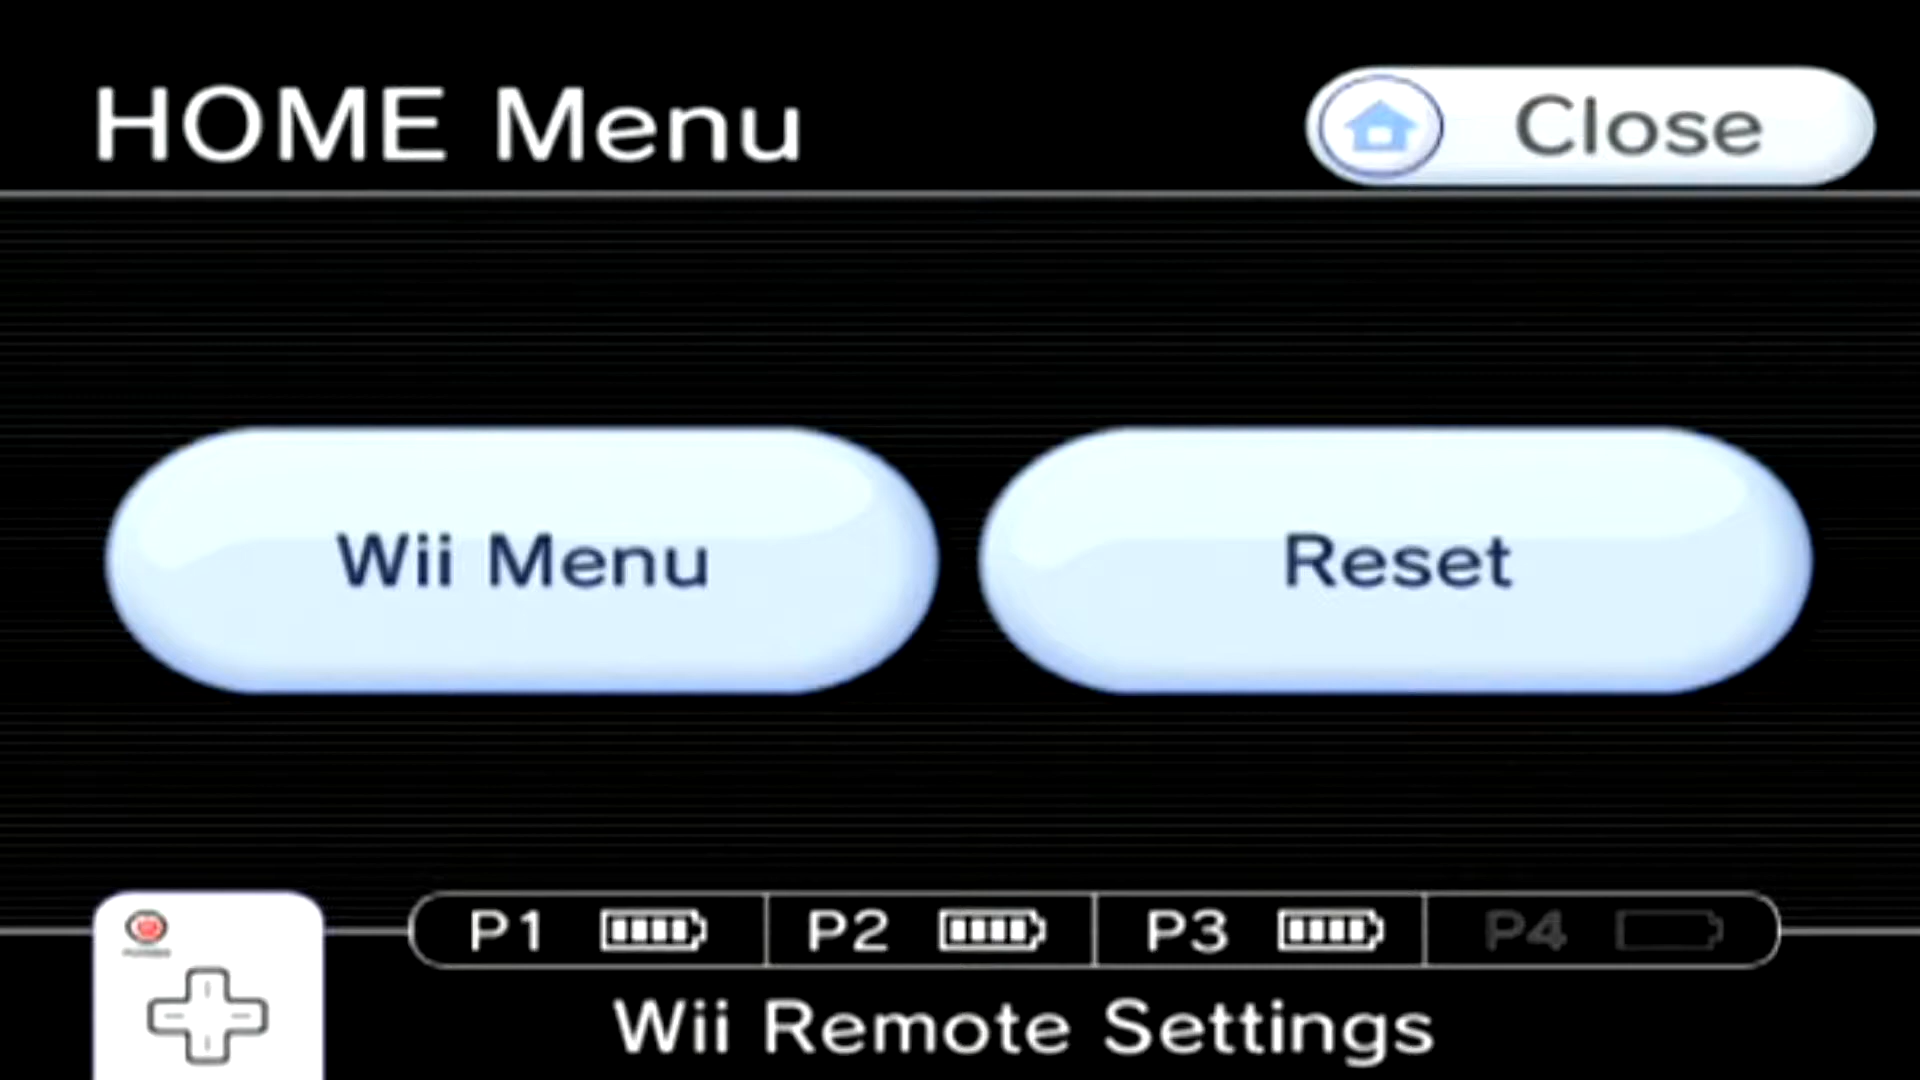 HOME Menu
Close
Wii Menu
Reset
P1
P2
P3
P4
Wii Remote Settings